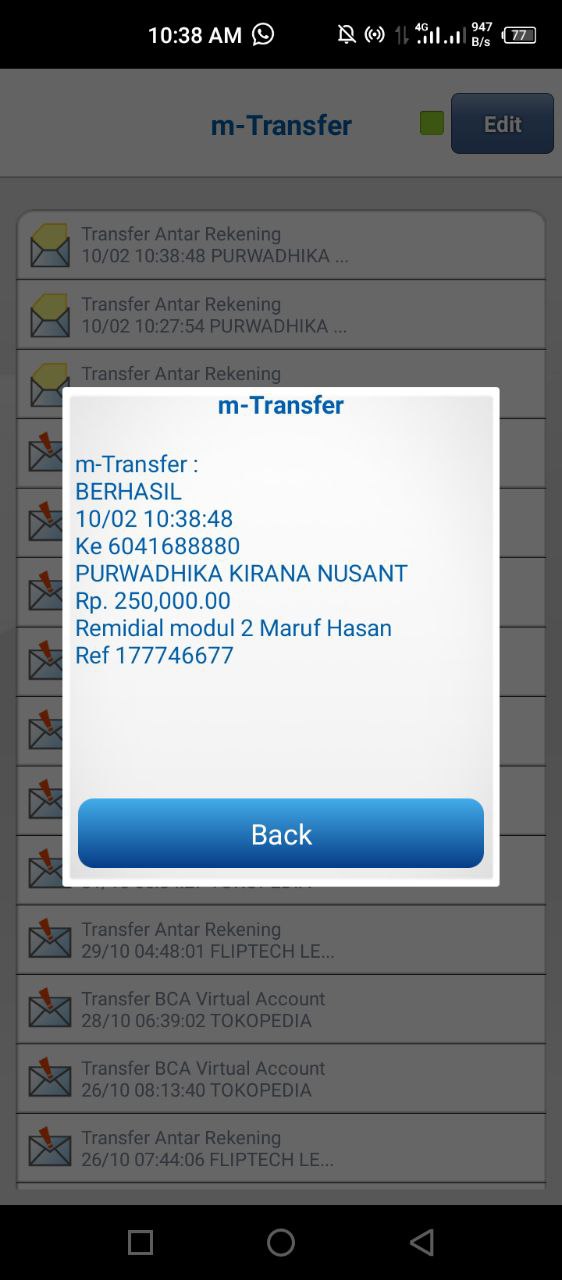 10:38 AM
4G
947
B/s
77
m-Transfer
Edit
Transfer Antar Rekening
10/02 10:38:48 PURWADHIKA ...
Transfer Antar Rekening
10/02 10:27:54 PURWADHIKA ...
Transfer Antar Rekening
m-Transfer
m-Transfer :
BERHASIL
10/02 10:38:48
Ke 6041688880
PURWADHIKA KIRANA NUSANT
Rp. 250,000.00
Remidial modul 2 Maruf Hasan
Ref 177746677
Back
Transfer Antar Rekening
29/10 04:48:01 FLIPTECH LE...
Transfer BCA Virtual Account
28/10 06:39:02 TOKOPEDIA
Transfer BCA Virtual Account
26/10 08:13:40 TOKOPEDIA
Transfer Antar Rekening
26/10 07:44:06 FLIPTECH LE...